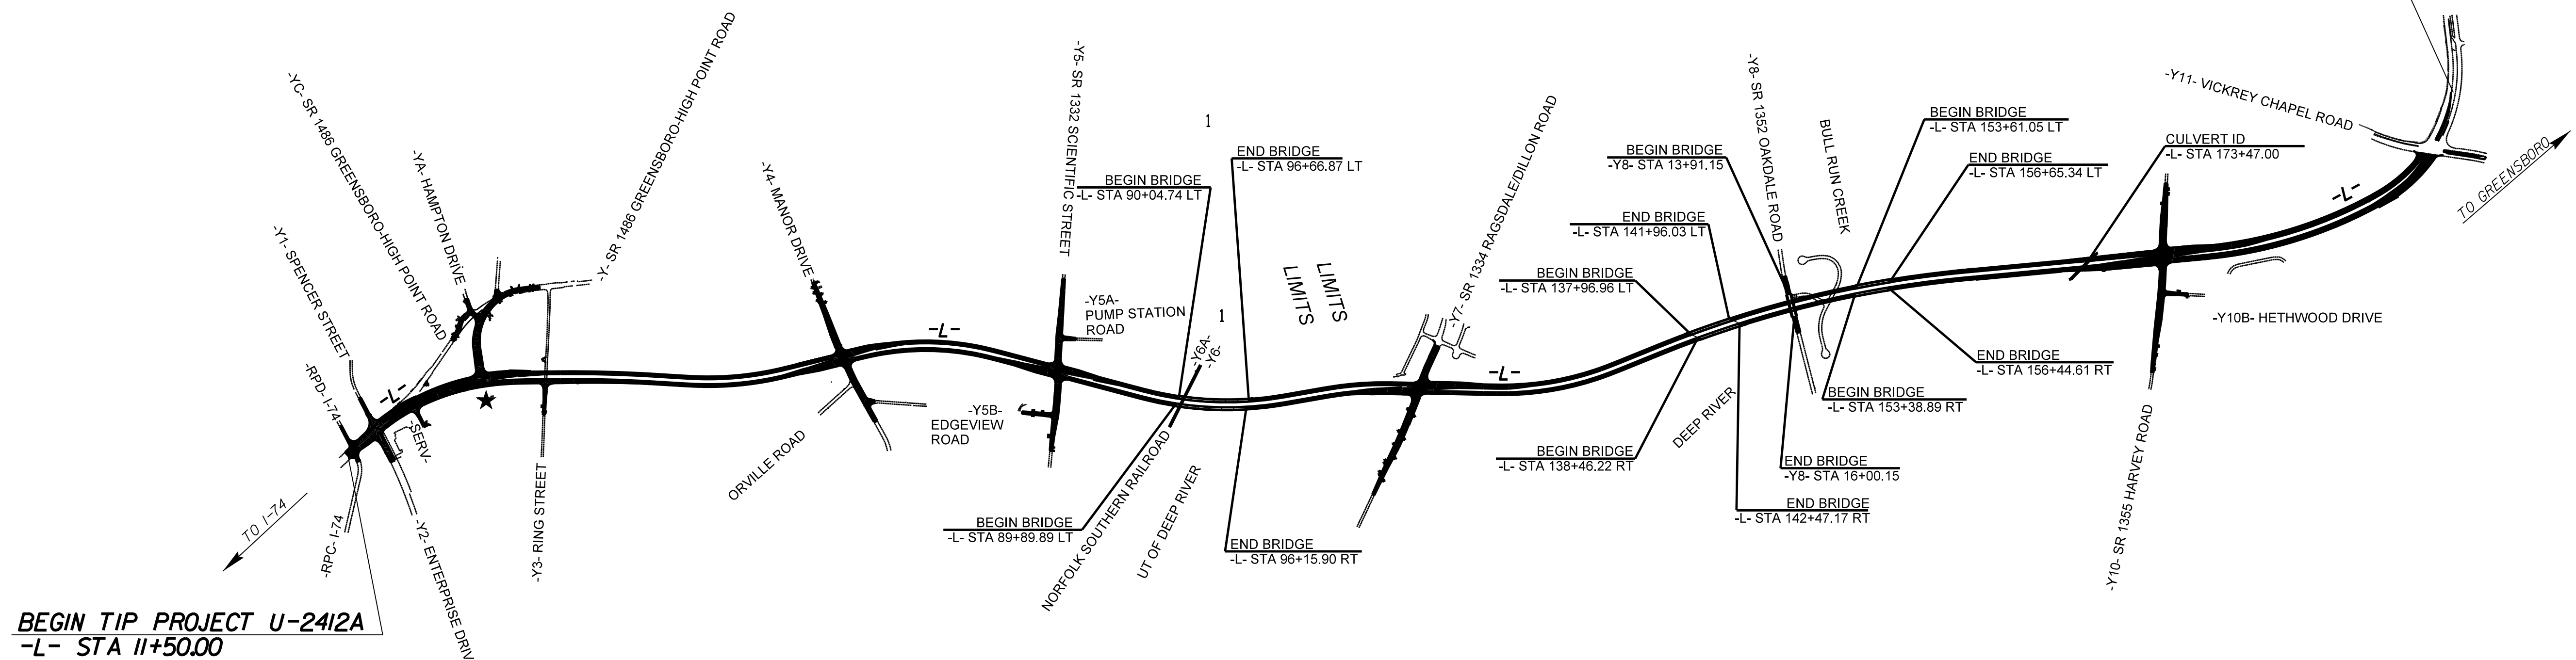 -YC- SR 1486 GREENSBORO-HIGH POINT ROAD
-YA- HAMPTON DRIVE
-Y1- SPENCER STREET
-RPD- I-74
-L-
-SERV-
TO I-74
-RPC- I-74
-Y2- ENTERPRISE DRIV
BEGIN TIP PROJECT U-2412A
-L- STA 11+50.00
-Y- SR 1486 GREENSBORO-HIGH POINT ROAD
-Y3- RING STREET
-Y4- MANOR DRIVE
ORVILLE ROAD
-L-
-Y5- SR 1332 SCIENTIFIC STREET
-Y5A-
PUMP STATION
ROAD
-Y5B-
EDGEVIEW
ROAD
1
BEGIN BRIDGE
-L- STA 90+04.74 LT
END BRIDGE
-L- STA 96+66.87 LT
1
-Y6A-
-Y6-
BEGIN BRIDGE
-L- STA 89+89.89 LT
NORFOLK SOUTHERN RAILROAD
UT OF DEEP RIVER
END BRIDGE
-L- STA 96+15.90 RT
LIMITS
LIMITS
-Y7- SR 1334 RAGSDALE/DILLON ROAD
-L-
BEGIN BRIDGE
-Y8- STA 13+91.15
END BRIDGE
-L- STA 141+96.03 LT
BEGIN BRIDGE
-L- STA 137+96.96 LT
BEGIN BRIDGE
-L- STA 138+46.22 RT
DEEP RIVER
-Y8- SR 1352 OAKDALE ROAD
BULL RUN CREEK
END BRIDGE
-Y8- STA 16+00.15
END BRIDGE
-L- STA 142+47.17 RT
BEGIN BRIDGE
-L- STA 153+61.05 LT
END BRIDGE
-L- STA 156+65.34 LT
END BRIDGE
-L- STA 156+44.61 RT
BEGIN BRIDGE
-L- STA 153+38.89 RT
CULVERT ID
-L- STA 173+47.00
-Y10- SR 1355 HARVEY ROAD
-Y10B- HETHWOOD DRIVE
-Y11- VICKREY CHAPEL ROAD
-L-
TO GREENSBORO